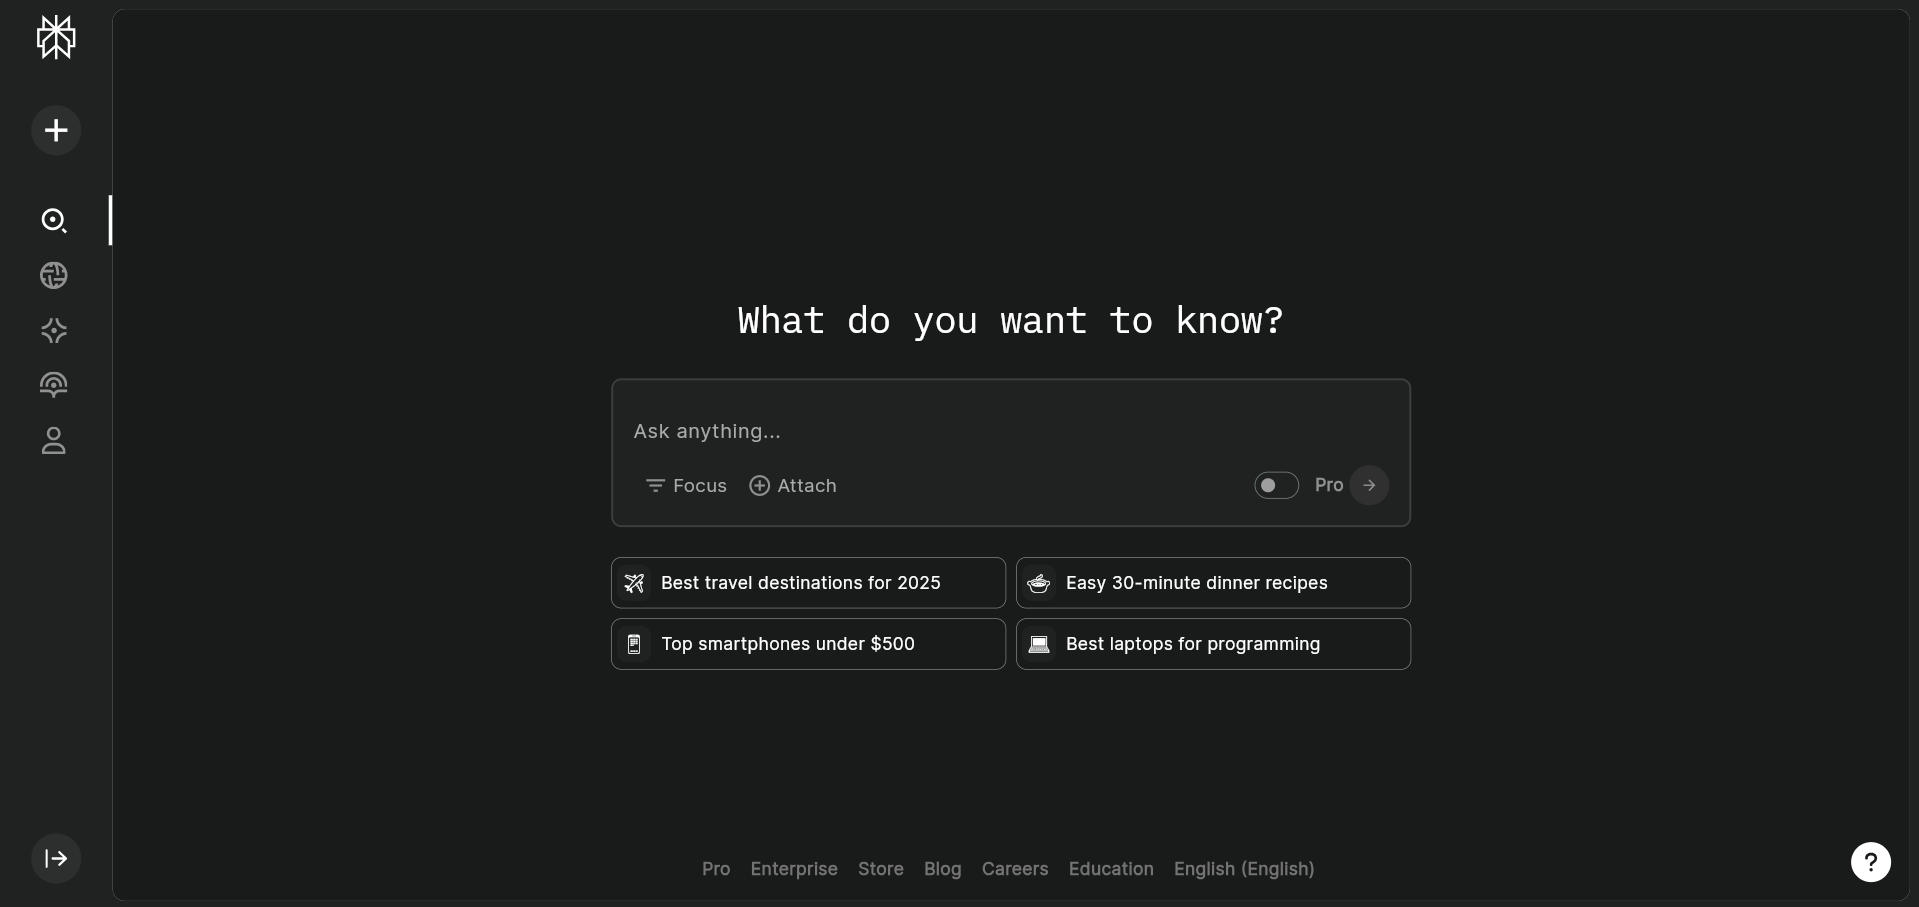 What do you want to know?
Ask anything...
Focus Attach Pro
Best travel destinations for 2025
Easy 30-minute dinner recipes
Top smartphones under $500
Best laptops for programming
Pro Enterprise Store Blog Careers Education English (English)
?